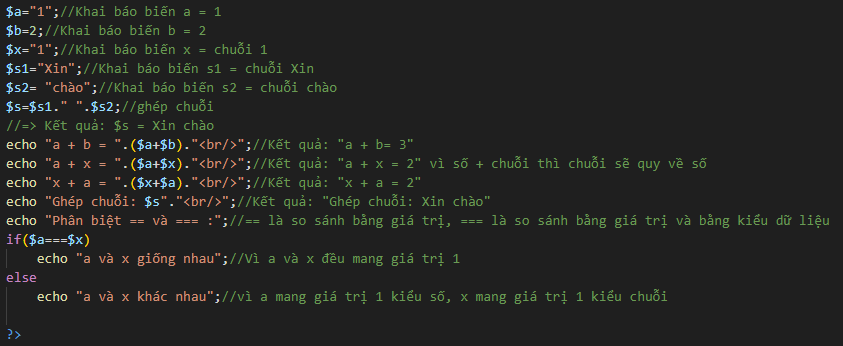 $a="1";//Khai báo biến a = 1
$b=2;//Khai báo biến b = 2
$x="1";//Khai báo biến x = chuỗi 1
$s1="Xin";//Khai báo biến s1 = chuỗi Xin
$s2= "chào";//Khai báo biến s2 = chuỗi chào
$s=$s1." ".$s2;//ghép chuỗi
//=> Kết quả: $s = Xin chào
echo "a + b = ".($a+$b)."<br/>";//Kết quả: "a + b= 3"
echo "a + x = ".($a+$x)."<br/>";//Kết quả: "a + x = 2" vì số + chuỗi thì chuỗi sẽ quy về số
echo "x + a = ".($x+$a)."<br/>";//Kết quả: "x + a = 2"
echo "Ghép chuỗi: $s"."<br/>";//Kết quả: "Ghép chuỗi: Xin chào"
echo "Phân biệt == và === :";//== là so sánh bằng giá trị, === là so sánh bằng giá trị và bằng kiểu dữ liệu
if($a===$x)
    echo "a và x giống nhau";//Vì a và x đều mang giá trị 1
else
    echo "a và x khác nhau";//vì a mang giá trị 1 kiểu số, x mang giá trị 1 kiểu chuỗi
?>